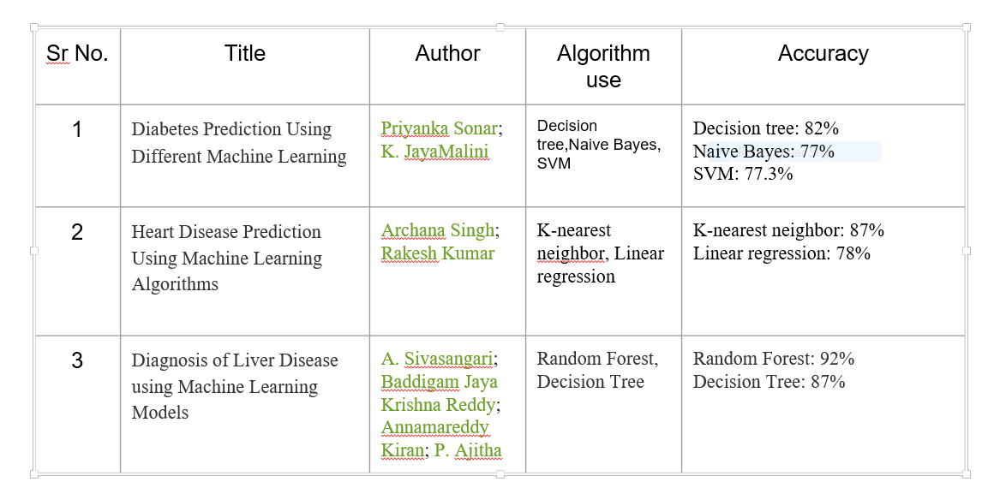 Sr No.
Title
Author
Algorithm
use
Accuracy
1
Diabetes Prediction Using
Different Machine Learning
Priyanka Sonar;
K. JayaMalini
Decision
tree,Naive Bayes,
SVM
Decision tree: 82%
Naive Bayes: 77%
SVM: 77.3%
2
Heart Disease Prediction
Using Machine Learning
Algorithms
Archana Singh;
Rakesh Kumar
K-nearest
neighbor, Linear
regression
K-nearest neighbor: 87%
Linear regression: 78%
3
Diagnosis of Liver Disease
using Machine Learning
Models
A. Sivasangari;
Baddigam Jaya
Krishna Reddy;
Annamareddy
Kiran; P. Ajitha
Random Forest,
Decision Tree
Random Forest: 92%
Decision Tree: 87%